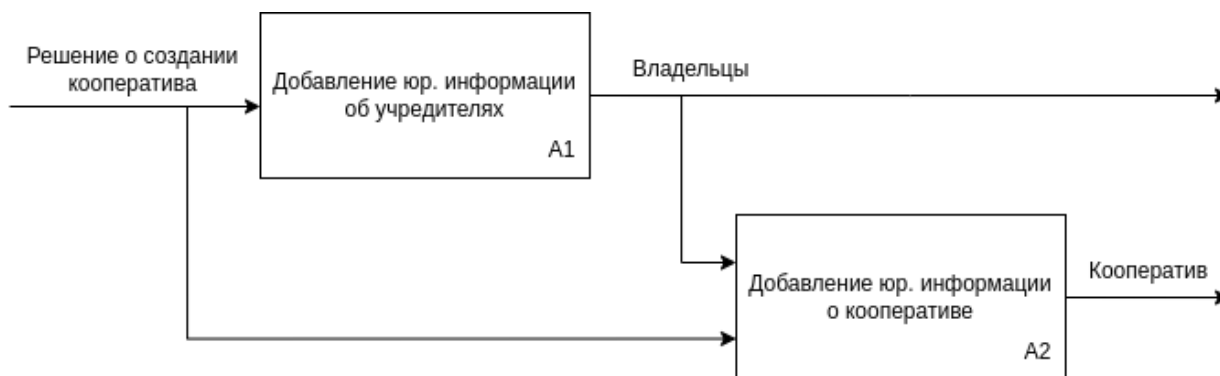 Решение о создании
кооператива
Добавление юр. информации
об учредителях
A1
Владельцы
Добавление юр. информации
о кооперативе
A2
Кооператив